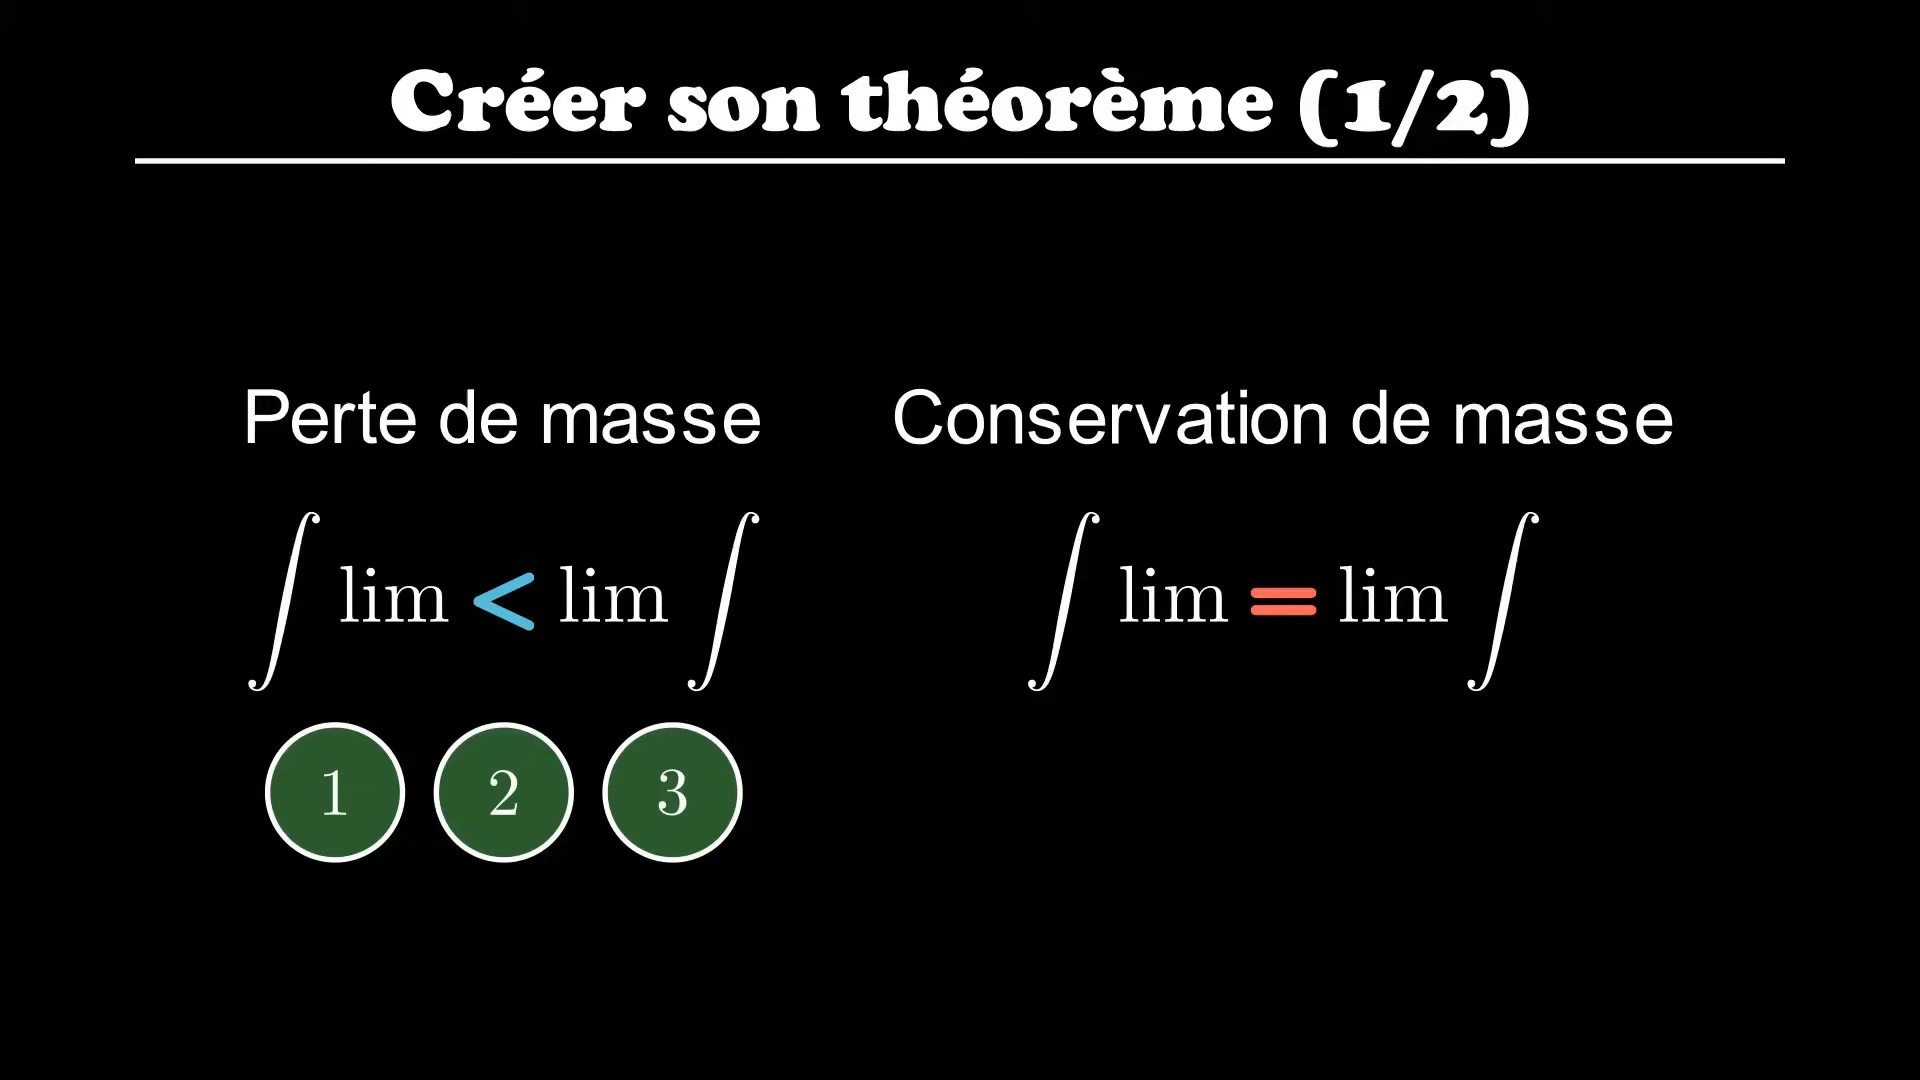 Créer son théorème (1/2)
Perte de masse
Conservation de masse
∫ lim < lim ∫
∫ lim = lim ∫
1 2 3